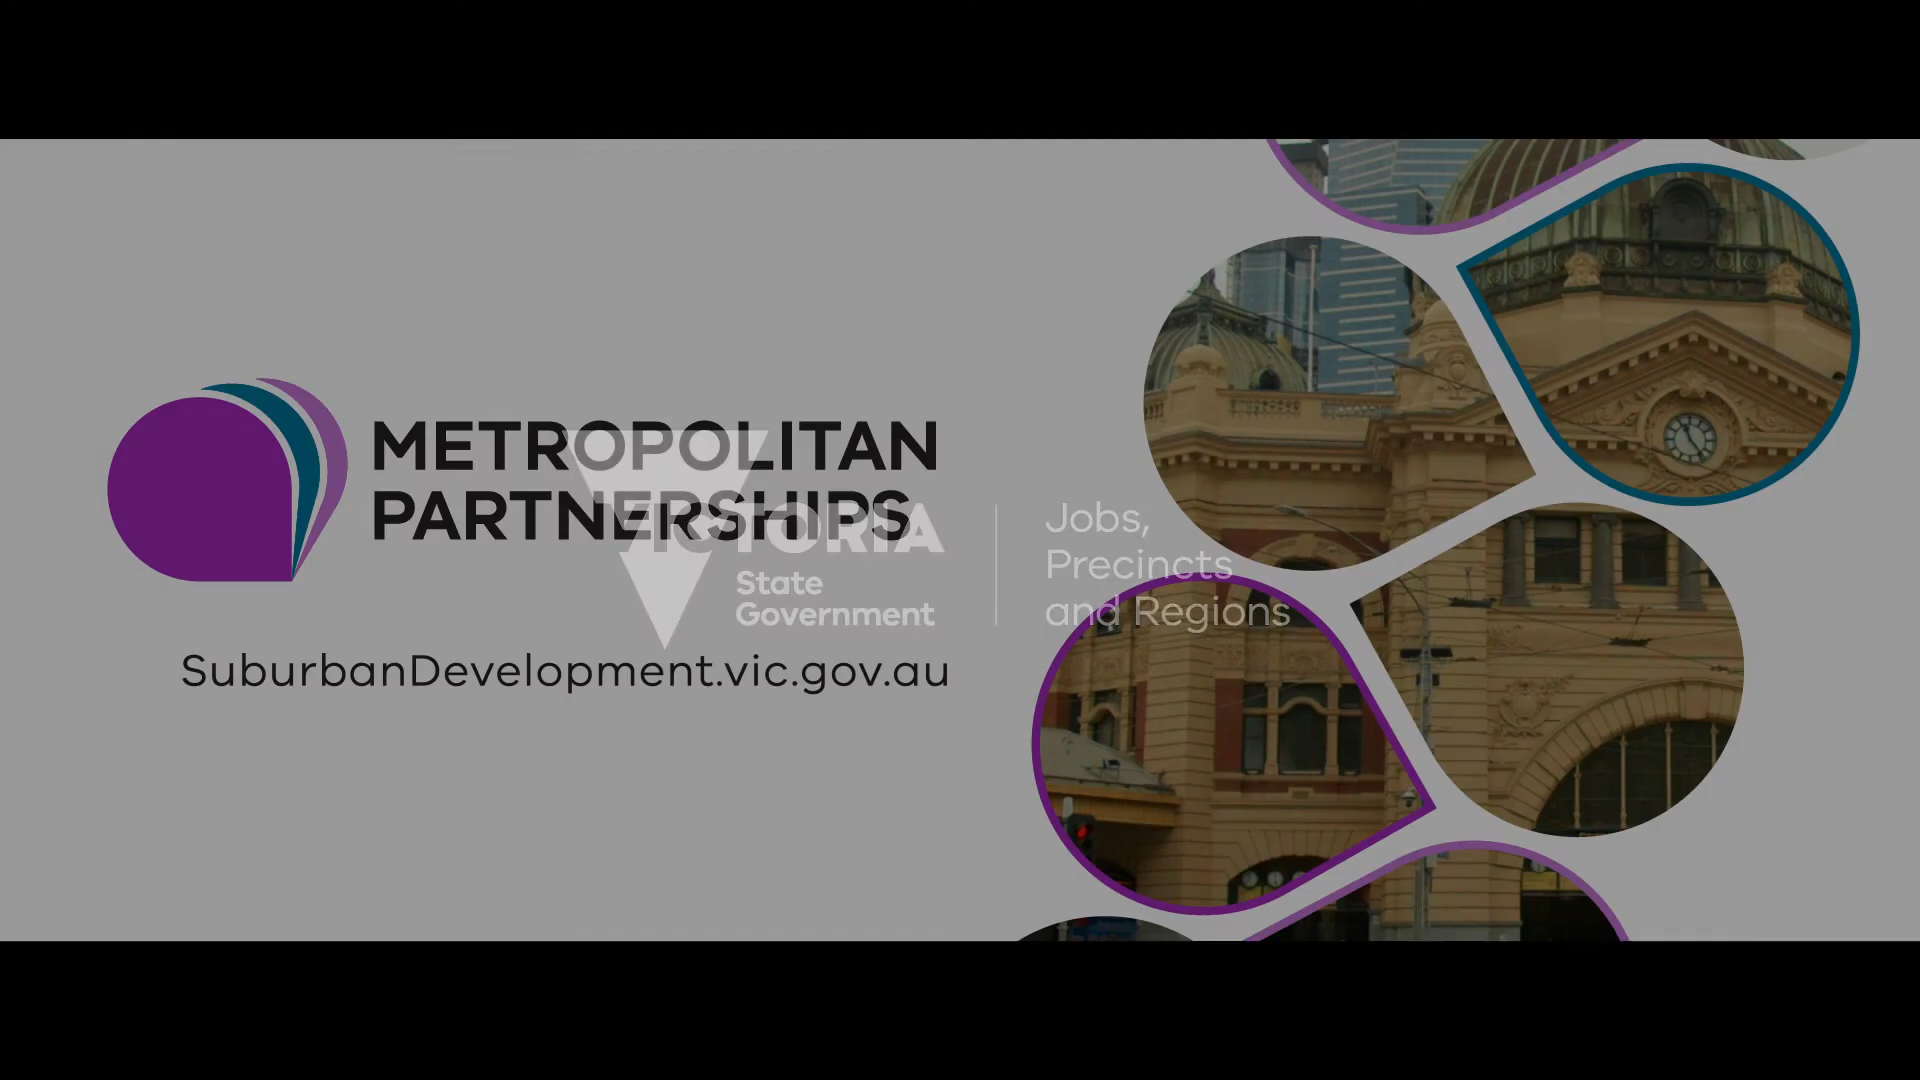 METROPOLITAN
PARTNERSHIPS
VICTORIA
State
Government
Jobs,
Precincts
and Regions
SuburbanDevelopment.vic.gov.au